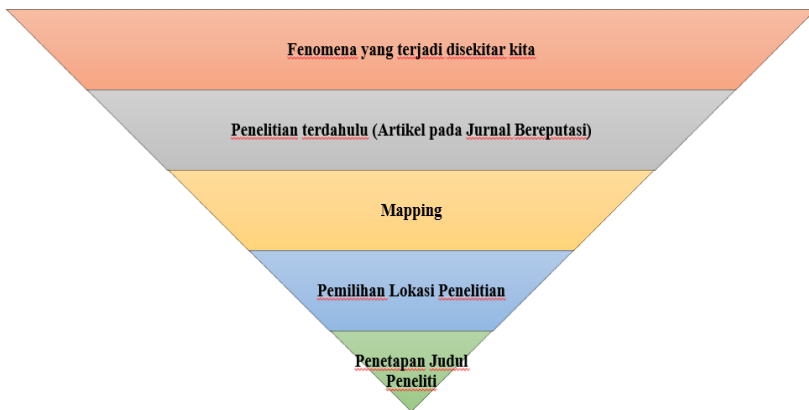 Fenomena yang terjadi disekitar kita
Penelitian terdahulu (Artikel pada Jurnal Bereputasi)
Mapping
Pemilihan Lokasi Penelitian
Penetapan Judul
Peneliti